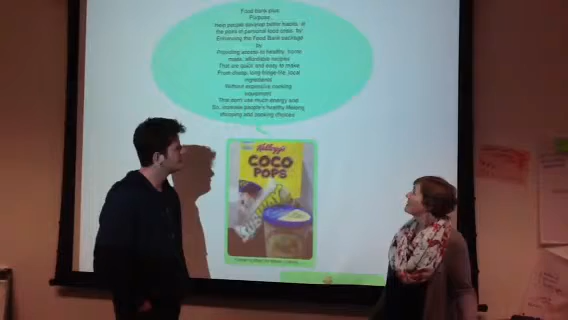 Food Bank plus
Purpose
Help people develop better habits, at
the point of personal food crisis, by
Enhancing the Food Bank package
by
Providing access to healthy, home
made, affordable recipes
That are quick and easy to make
From cheap, long fridge-life, local
ingredients
Without expensive cooking
equipment
That don't use much energy and
So, increase people's healthy lifelong
shopping and cooking choices
Kellogg's
COCO
POPS